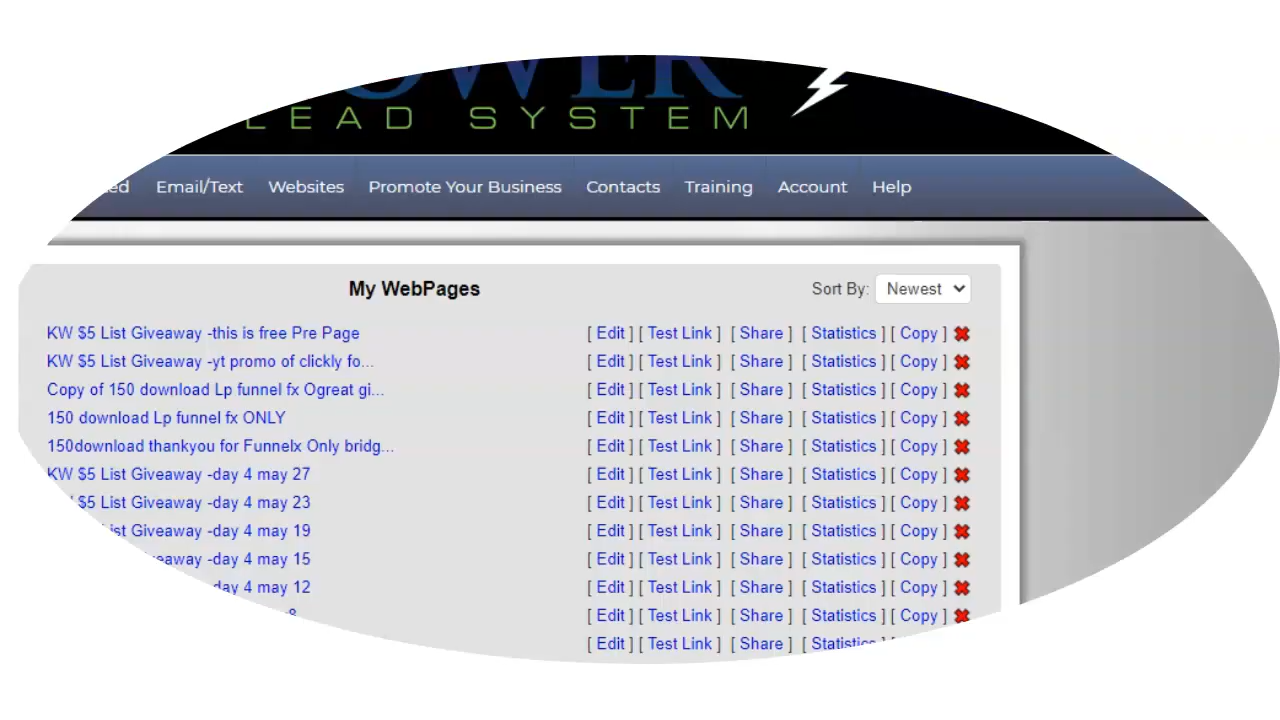 LEAD SYSTEM
Email/Text Websites Promote Your Business Contacts Training Account Help
My WebPages Sort By: Newest
KW $5 List Giveaway -this is free Pre Page [ Edit ] [ Test Link ] [ Share ] [ Statistics ] [ Copy ]
KW $5 List Giveaway -yt promo of clickly fo... [ Edit ] [ Test Link ] [ Share ] [ Statistics ] [ Copy ]
Copy of 150 download Lp funnel fx Ogreat gi... [ Edit ] [ Test Link ] [ Share ] [ Statistics ] [ Copy ]
150 download Lp funnel fx ONLY [ Edit ] [ Test Link ] [ Share ] [ Statistics ] [ Copy ]
150download thankyou for Funnelx Only bridg... [ Edit ] [ Test Link ] [ Share ] [ Statistics ] [ Copy ]
KW $5 List Giveaway -day 4 may 27 [ Edit ] [ Test Link ] [ Share ] [ Statistics ] [ Copy ]
$5 List Giveaway -day 4 may 23 [ Edit ] [ Test Link ] [ Share ] [ Statistics ] [ Copy ]
List Giveaway -day 4 may 19 [ Edit ] [ Test Link ] [ Share ] [ Statistics ] [ Copy ]
-day 4 may 15 [ Edit ] [ Test Link ] [ Share ] [ Statistics ] [ Copy ]
day 4 may 12 [ Edit ] [ Test Link ] [ Share ] [ Statistics ] [ Copy ]
8 [ Edit ] [ Test Link ] [ Share ] [ Statistics ] [ Copy ]
[ Edit ] [ Test Link ] [ Share ] [ Statistics